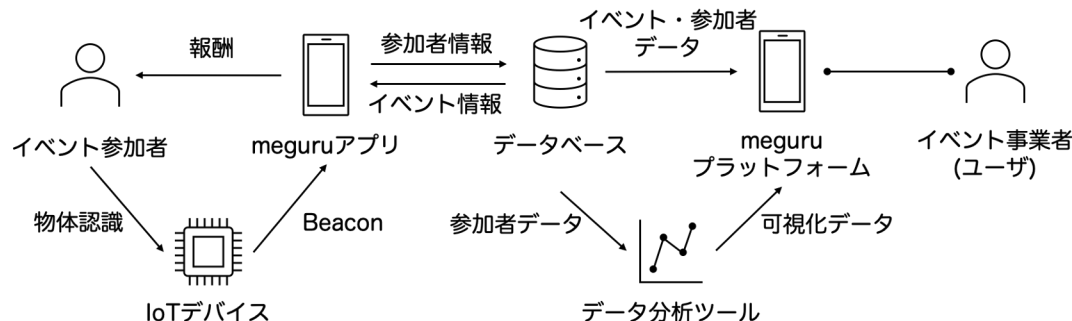 報酬
参加者情報
イベント情報
イベント・参加者
データ
イベント参加者
meguruアプリ
データベース
meguru
プラットフォーム
イベント事業者
(ユーザ)
物体認識
Beacon
参加者データ
可視化データ
IoTデバイス
データ分析ツール